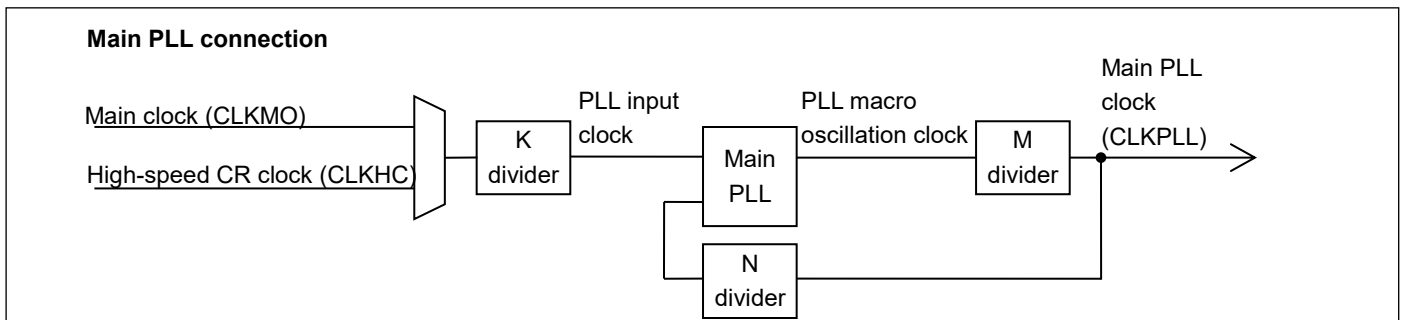 Main PLL connection
Main clock (CLKMO)
High-speed CR clock (CLKHC)
K
divider
PLL input
clock
Main
PLL
PLL macro
oscillation clock
M
divider
Main PLL
clock
(CLKPLL)
N
divider